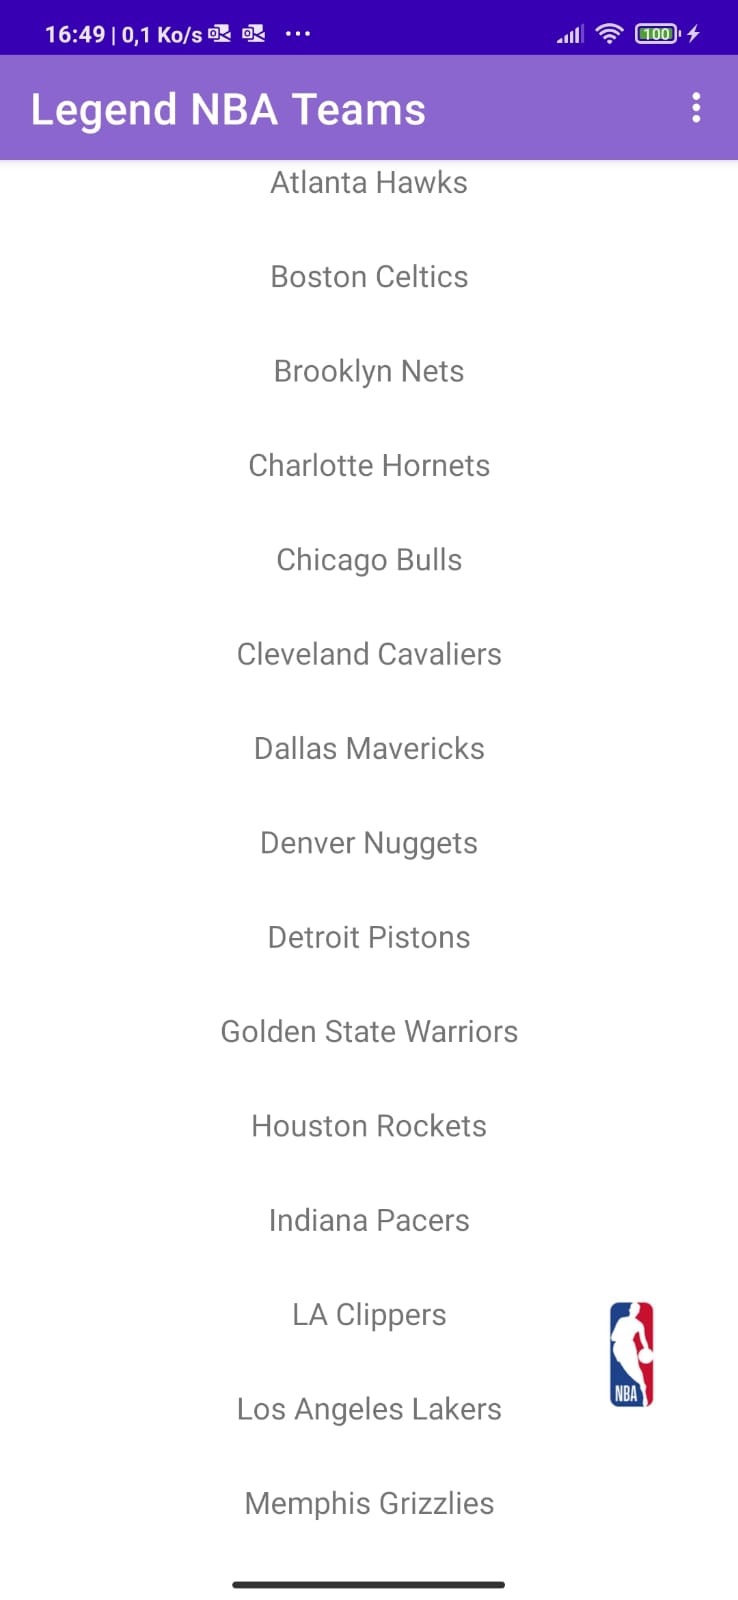 16:49 | 0,1 Ko/s ...
100
Legend NBA Teams
Atlanta Hawks
Boston Celtics
Brooklyn Nets
Charlotte Hornets
Chicago Bulls
Cleveland Cavaliers
Dallas Mavericks
Denver Nuggets
Detroit Pistons
Golden State Warriors
Houston Rockets
Indiana Pacers
LA Clippers
NBA
Los Angeles Lakers
Memphis Grizzlies